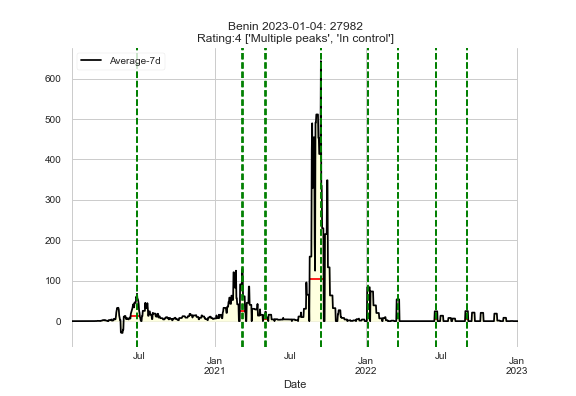 Benin 2023-01-04: 27982
Rating:4 ['Multiple peaks', 'In control']
Average-7d
600
500
400
300
200
100
0
Jul
Jan
2021
Jul
Jan
2022
Jul
Jan
2023
Date